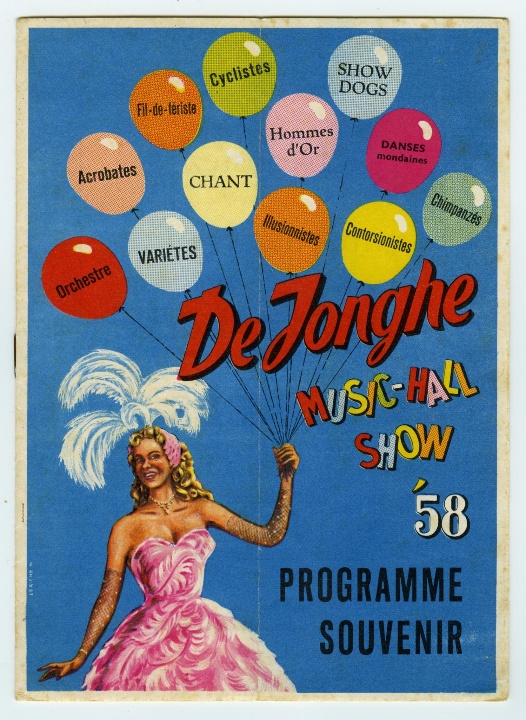 Cyclistes
SHOW
DOGS
Fil-de-fériste
Hommes
d'Or
DANSES
mondaines
Acrobates
CHANT
Chimpanzés
Illusionnistes
Contorsionistes
VARIÉTES
Orchestre
De Jonghe
MUSIC-HALL
SHOW
'58
PROGRAMME
SOUVENIR